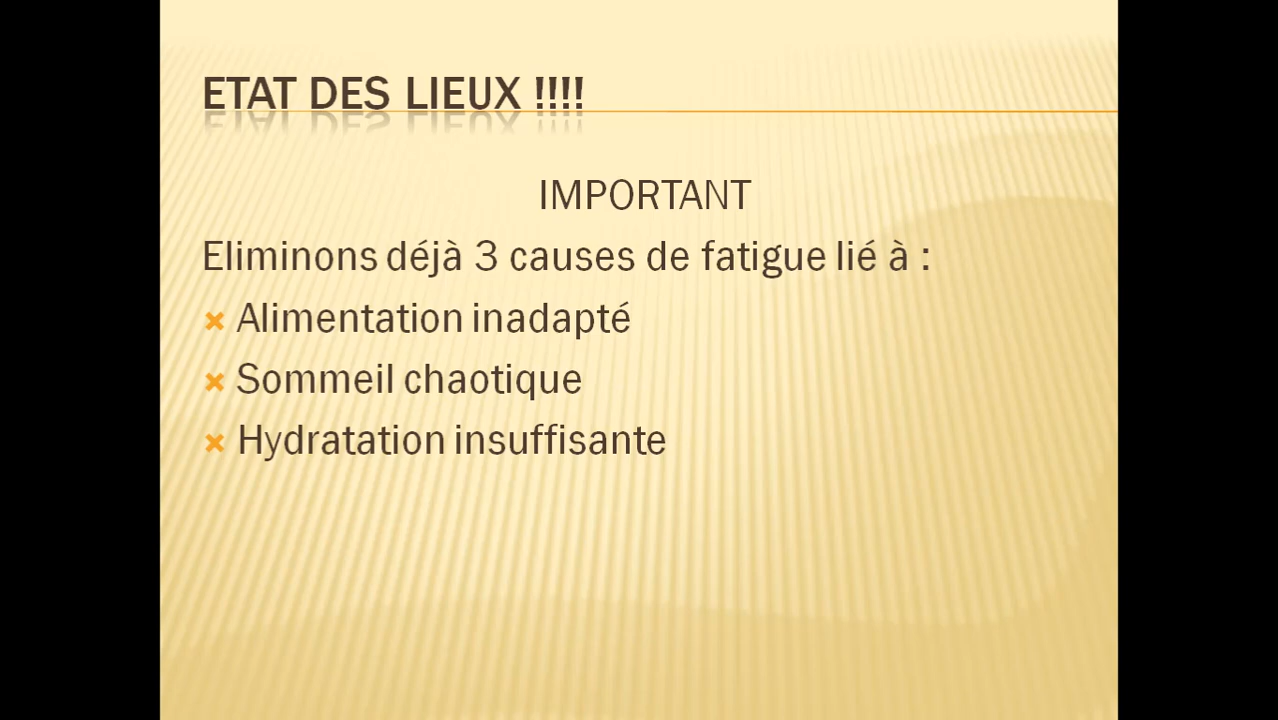 ETAT DES LIEUX !!!!
IMPORTANT
Eliminons déjà 3 causes de fatigue lié à :
Alimentation inadapté
Sommeil chaotique
Hydratation insuffisante